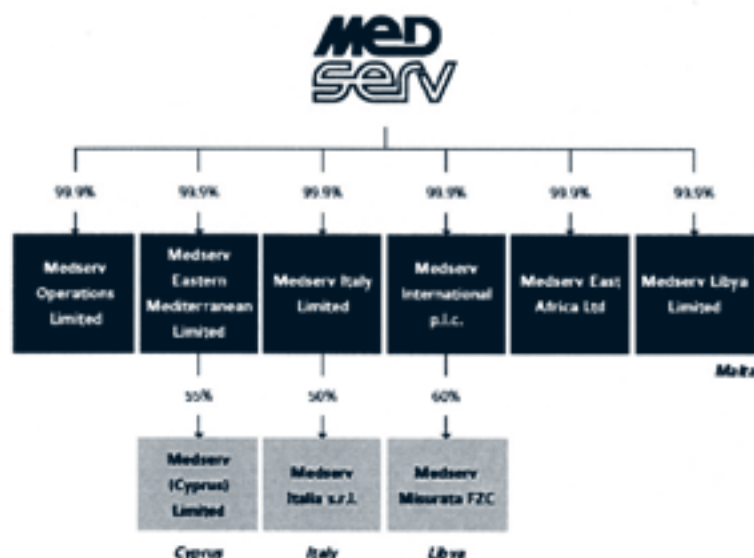 MED
serv
99.9% 99.9% 99.9% 99.9% 99.9% 99.9%
Medserv
Operations
Limited
Medserv
Eastern
Mediterranean
Limited
Medserv Italy
Limited
Medserv
International
p.l.c.
Medserv East
Africa Ltd
Medserv Libya
Limited
Malta
55% 50% 60%
Medserv
(Cyprus)
Limited
Medserv
Italia s.r.l.
Medserv
Misurata FZC
Cyprus Italy Libya